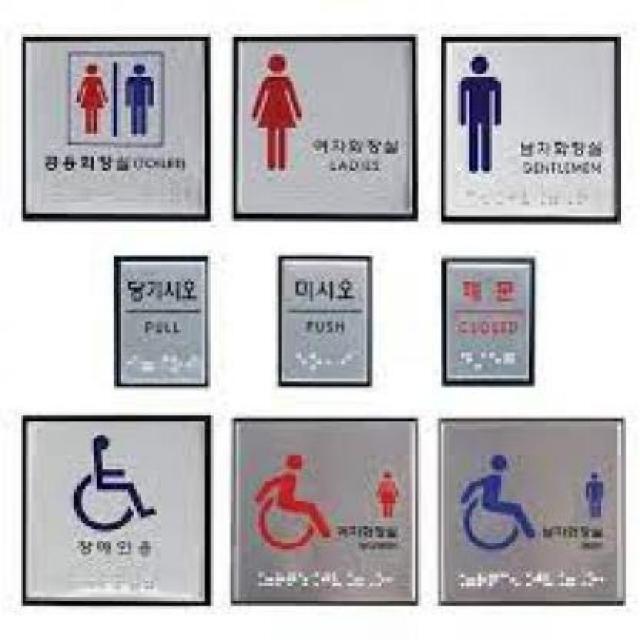 공용화장실(TOILET)
여자화장실
LADIES
남자화장실
GENTLEMEN
당기시오
PULL
미시오
PUSH
폐 문
CLOSED
장애인용
여자화장실
WOMEN
남자화장실
MEN